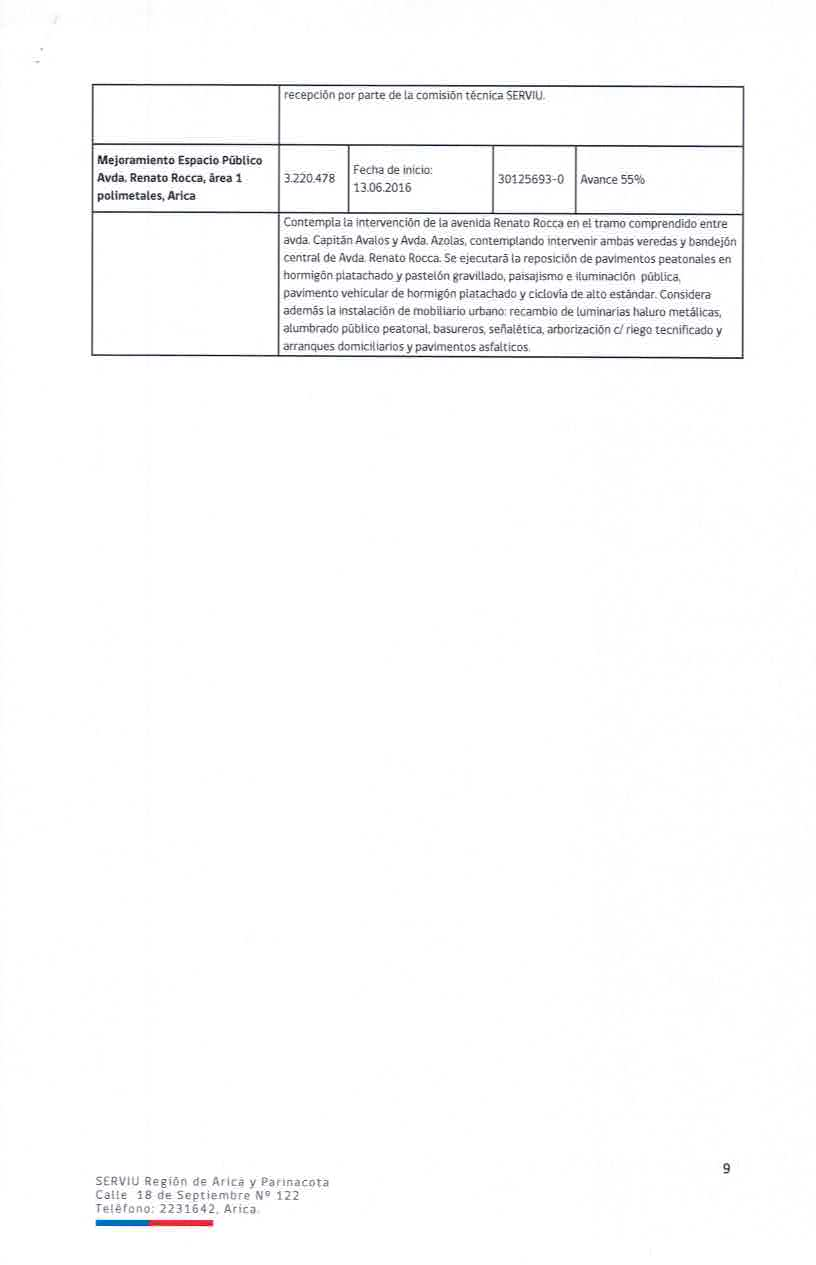 recepción por parte de la comisión técnica SERVIU.
Mejoramiento Espacio Público
Avda. Renato Rocca, área 1
polimetales, Arica
3.220.478
Fecha de inicio:
13.06.2016
30125693-0
Avance 55%
Contempla la intervención de la avenida Renato Rocca en el tramo comprendido entre
avda. Capitán Avalos y Avda. Azolas, contemplando intervenir ambas veredas y bandejón
central de Avda. Renato Rocca. Se ejecutará la reposición de pavimentos peatonales en
hormigón platachado y pastelón gravillado, paisajismo e iluminación pública,
pavimento vehicular de hormigón platachado y ciclovía de alto estándar. Considera
además la instalación de mobiliario urbano: recambio de luminarias haluro metálicas,
alumbrado público peatonal, basureros, señalética, arborización c/ riego tecnificado y
arranques domiciliarios y pavimentos asfalticos.
9
SERVIU Región de Arica y Parinacota
Calle 18 de Septiembre Nº 122
Teléfono: 2231642, Arica.